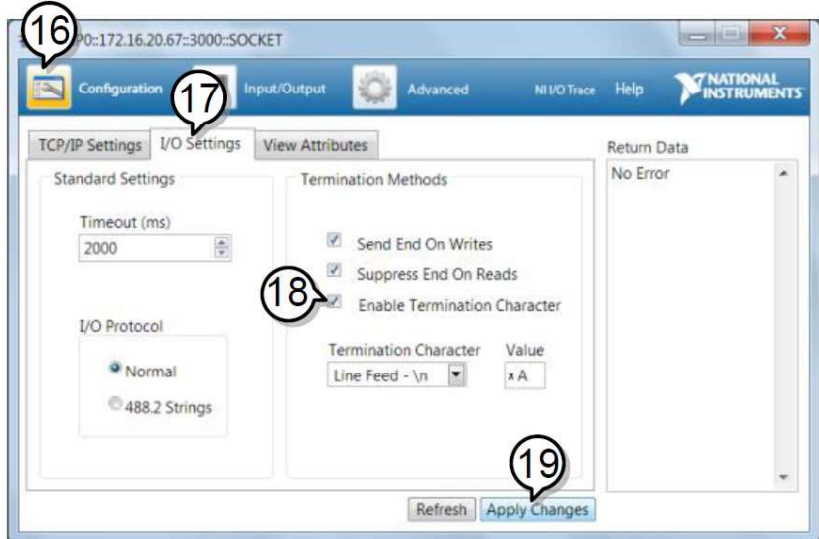 16
P0::172.16.20.67::3000::SOCKET
Configuration
17
Input/Output
Advanced
NI I/O Trace
Help
NATIONAL
INSTRUMENTS
TCP/IP Settings
I/O Settings
View Attributes
Return Data
Standard Settings
Termination Methods
No Error
Timeout (ms)
2000
Send End On Writes
Suppress End On Reads
18
Enable Termination Character
I/O Protocol
Normal
488.2 Strings
Termination Character
Value
Line Feed - \n
x A
19
Refresh
Apply Changes